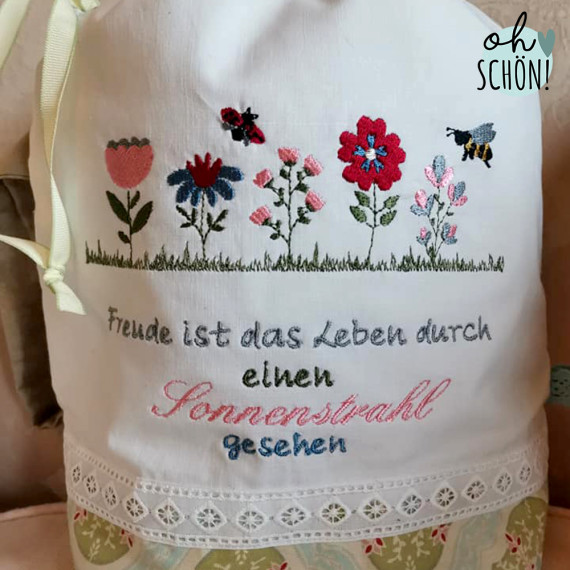 oh
SCHÖN!
Freude ist das Leben durch
einen
Sonnenstrahl
gesehen